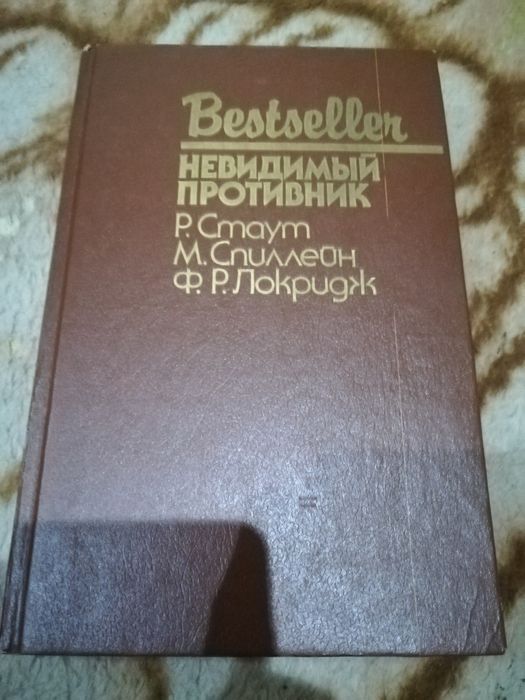 Bestseller
НЕВИДИМЫЙ
ПРОТИВНИК
Р. Стаут
М. Спиллейн
Ф. Р. Локридж